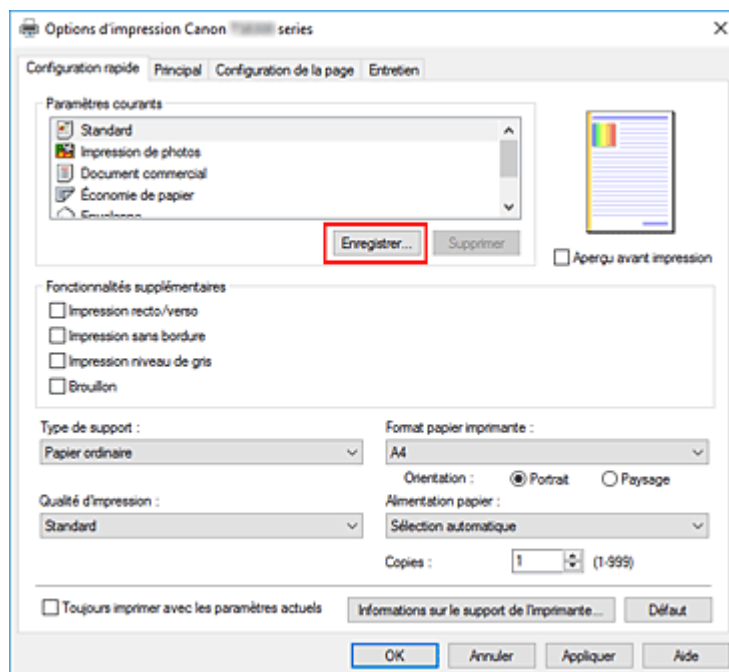 Options d'impression Canon series
Configuration rapide Principal Configuration de la page Entretien
Paramètres courants
Standard
Impression de photos
Document commercial
Économie de papier
Enregistrer... Supprimer
Aperçu avant impression
Fonctionnalités supplémentaires
Impression recto/verso
Impression sans bordure
Impression niveau de gris
Brouillon
Type de support :
Papier ordinaire
Format papier imprimante :
A4
Orientation : Portrait Paysage
Qualité d'impression :
Standard
Alimentation papier :
Sélection automatique
Copies : 1 (1-999)
Toujours imprimer avec les paramètres actuels
Informations sur le support de l'imprimante... Défaut
OK Annuler Appliquer Aide